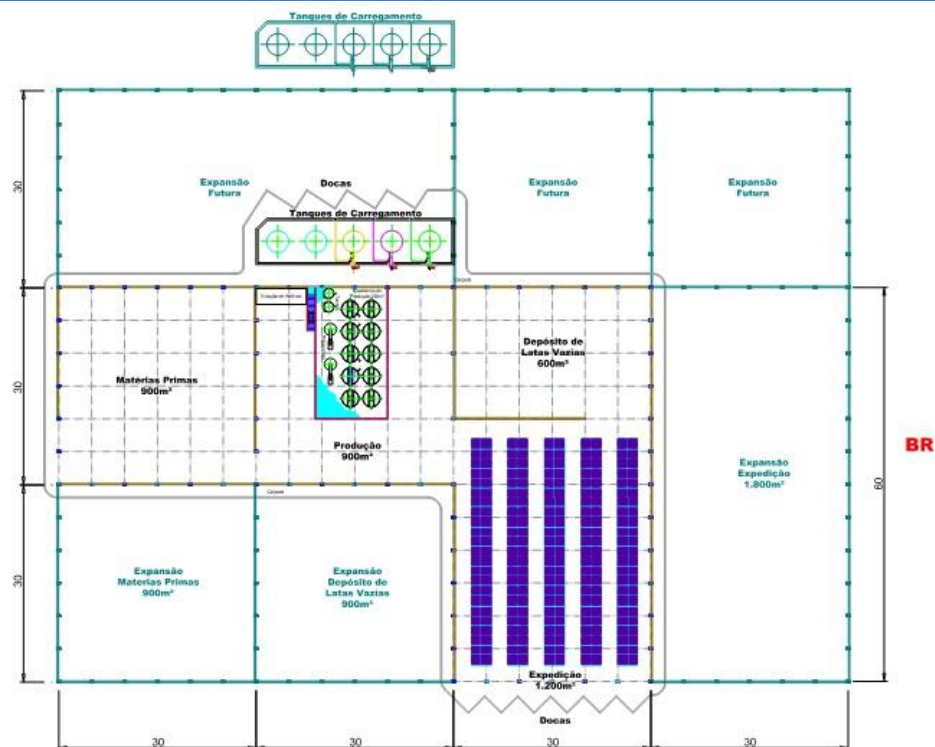 Tanques de Carregamento
30
Expansão
Futura
Docas
Expansão
Futura
Expansão
Futura
Tanques de Carregamento
Calçada
30
Matérias Primas
900m²
Produção
900m²
Depósito de
Latas Vazias
600m²
BR
Expansão
Expedição
1.800m²
60
Calçada
30
Expansão
Matérias Primas
900m²
Expansão
Depósito de
Latas Vazias
900m²
Expedição
1.200m²
Docas
30
30
30
30